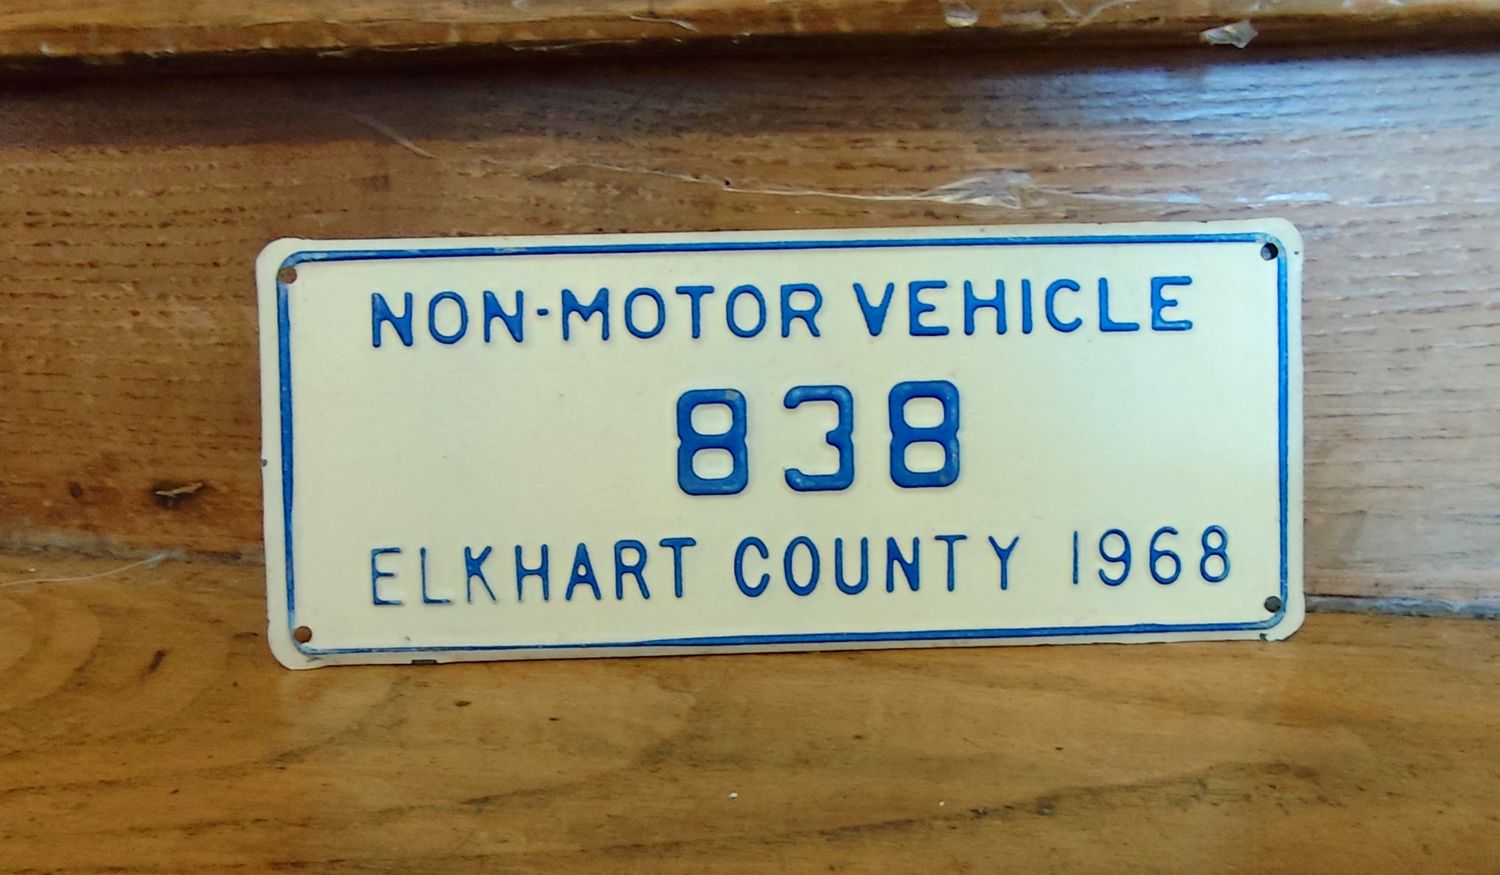 NON-MOTOR VEHICLE
838
ELKHART COUNTY 1968